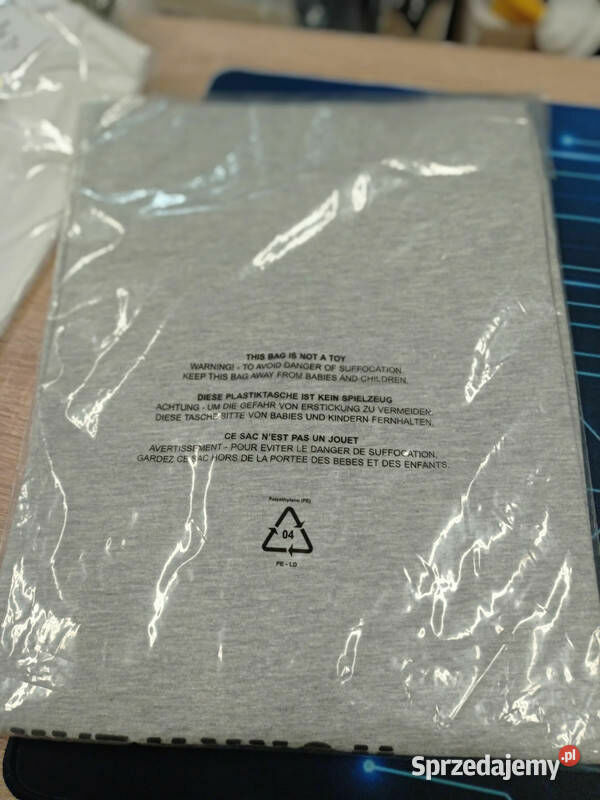 THIS BAG IS NOT A TOY
WARNING! - TO AVOID DANGER OF SUFFOCATION.
KEEP THIS BAG AWAY FROM BABIES AND CHILDREN.
DIESE PLASTIKTASCHE IST KEIN SPIELZEUG
ACHTUNG - UM DIE GEFAHR VON ERSTICKUNG ZU VERMEIDEN.
DIESE TASCHE BITTE VON BABIES UND KINDERN FERNHALTEN.
CE SAC N'EST PAS UN JOUET
AVERTISSEMENT - POUR EVITER LE DANGER DE SUFFOCATION,
GARDEZ CE SAC HORS DE LA PORTEE DES BEBES ET DES ENFANTS.
Polyethylene (PE)
04
PE - LD
Sprzedajemy.pl